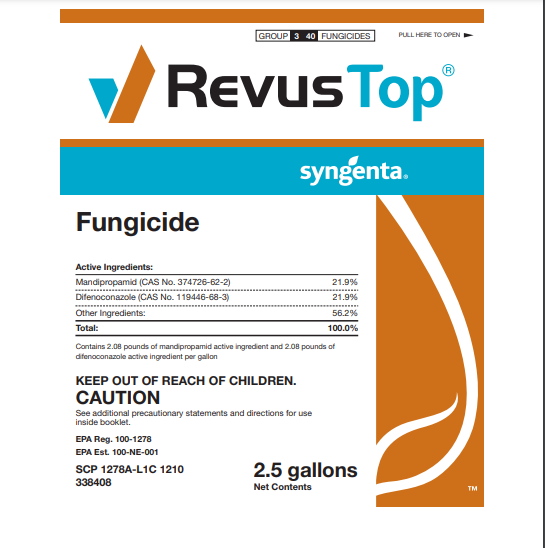 GROUP 3 40 FUNGICIDES PULL HERE TO OPEN
RevusTop®
syngenta®
Fungicide
Active Ingredients:
Mandipropamid (CAS No. 374726-62-2) 21.9%
Difenoconazole (CAS No. 119446-68-3) 21.9%
Other Ingredients: 56.2%
Total: 100.0%
Contains 2.08 pounds of mandipropamid active ingredient and 2.08 pounds of
difenoconazole active ingredient per gallon
KEEP OUT OF REACH OF CHILDREN.
CAUTION
See additional precautionary statements and directions for use
inside booklet.
EPA Reg. 100-1278
EPA Est. 100-NE-001
SCP 1278A-L1C 1210
338408
2.5 gallons
Net Contents
TM